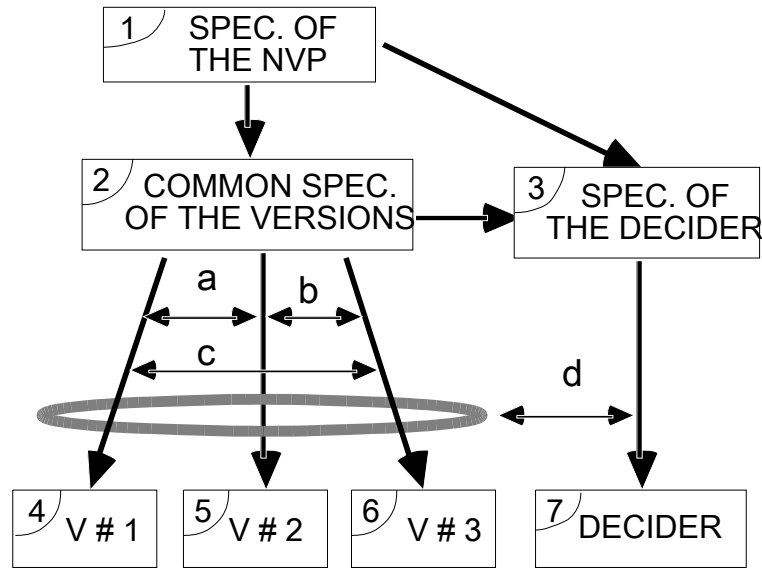 1
SPEC. OF
THE NVP
2
COMMON SPEC.
OF THE VERSIONS
3
SPEC. OF
THE DECIDER
a
b
c
d
4
V # 1
5
V # 2
6
V # 3
7
DECIDER